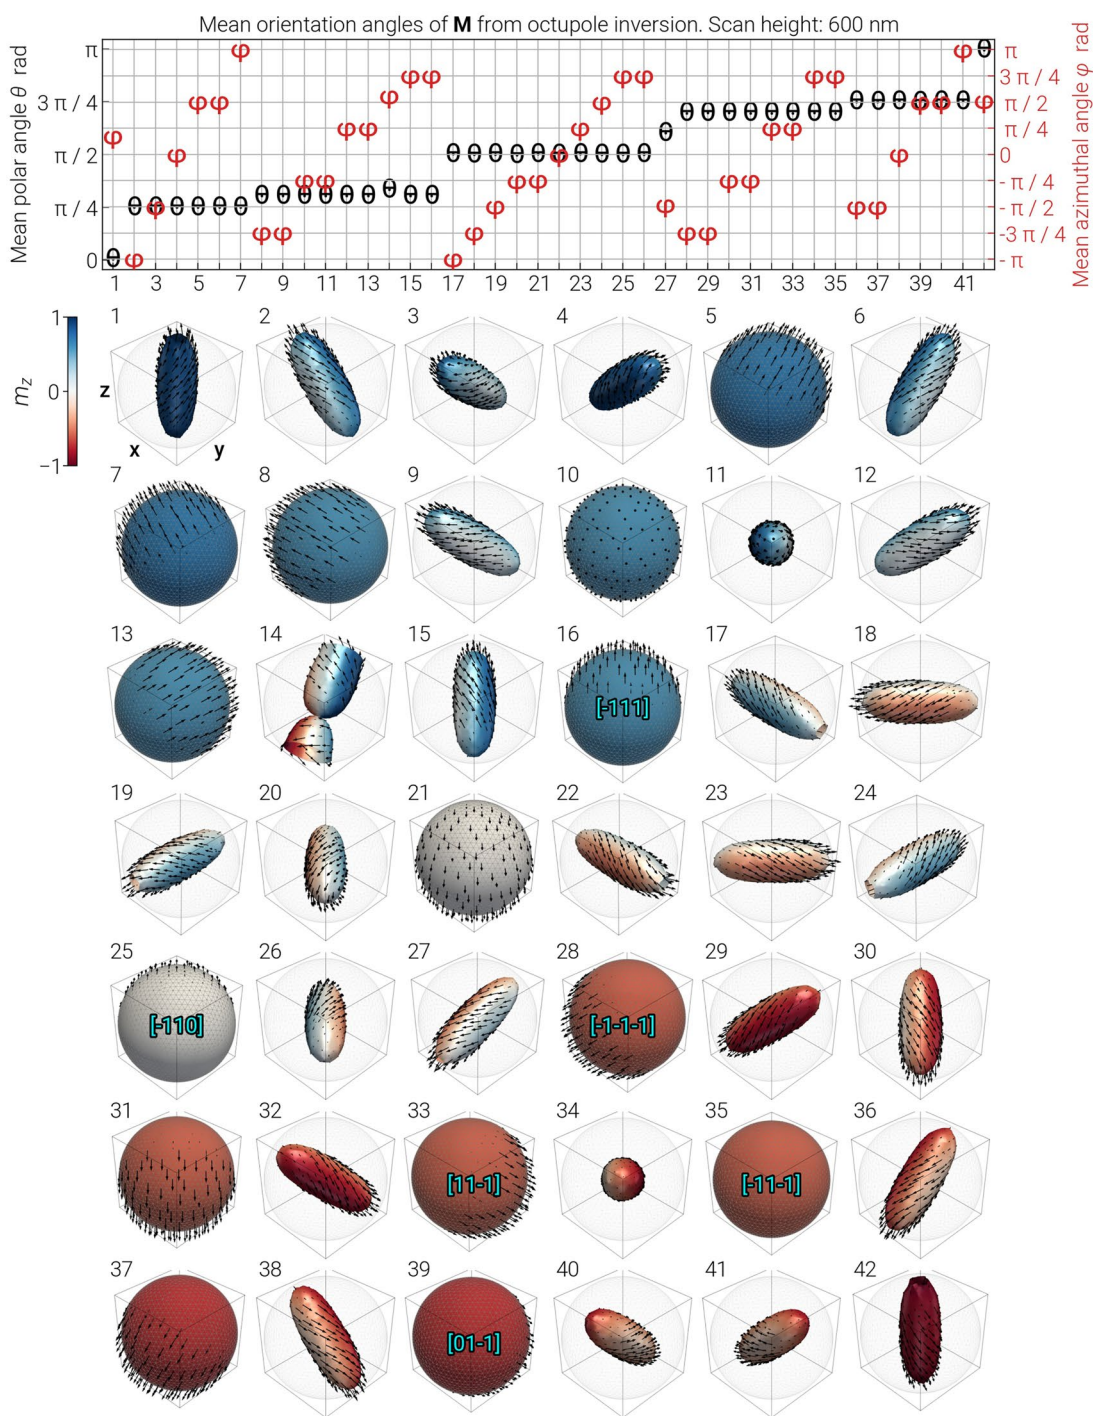 Mean orientation angles of M from octupole inversion. Scan height: 600 nm
Mean polar angle θ rad
π
3 π / 4
π / 2
π / 4
0
π
3 π / 4
π / 2
π / 4
0
- π / 4
- π / 2
-3 π / 4
- π
Mean azimuthal angle φ rad
1 3 5 7 9 11 13 15 17 19 21 23 25 27 29 31 33 35 37 39 41
1 2 3 4 5 6
1
0
−1
m_z
z
x y
7 8 9 10 11 12
13 14 15 16 17 18
[-111]
19 20 21 22 23 24
25 26 27 28 29 30
[-110] [-1-1-1]
31 32 33 34 35 36
[11-1] [-11-1]
37 38 39 40 41 42
[01-1]